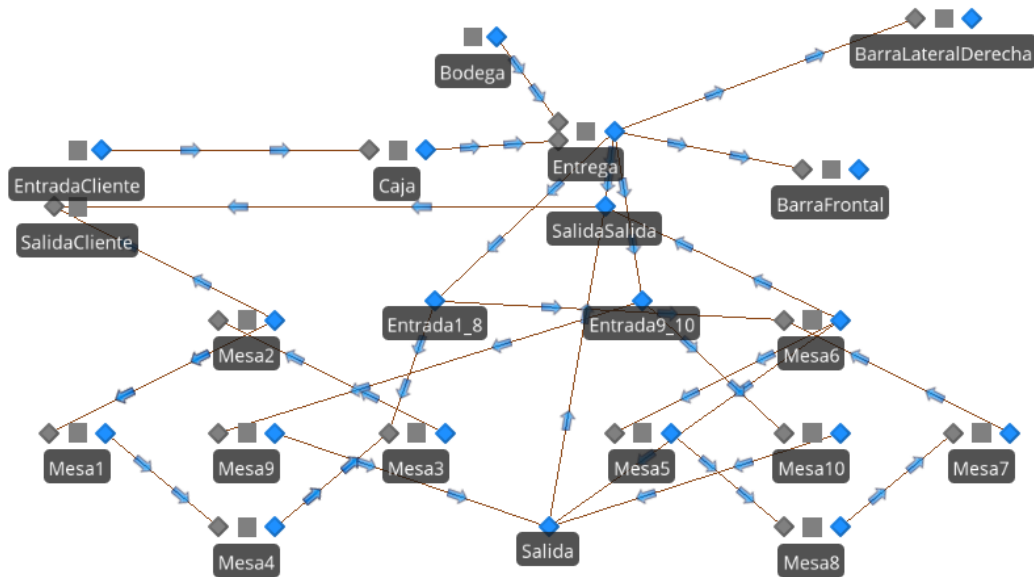 BarraLateralDerecha
Bodega
EntradaCliente
Caja
Entrega
BarraFrontal
SalidaCliente
SalidaSalida
Entrada1_8
Entrada9_10
Mesa2
Mesa6
Mesa1
Mesa9
Mesa3
Mesa5
Mesa10
Mesa7
Mesa4
Salida
Mesa8